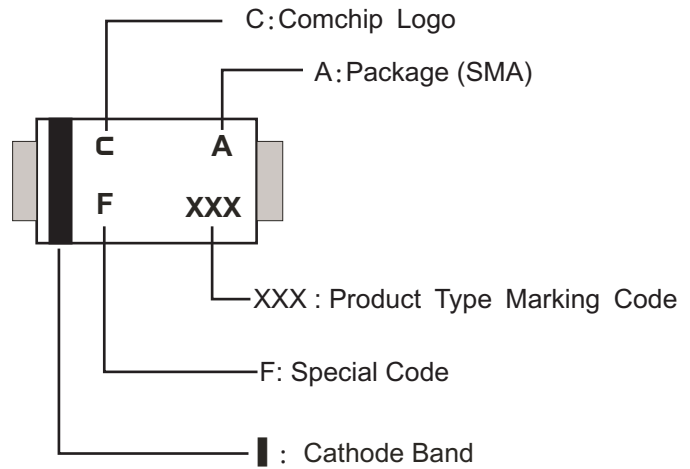 C:Comchip Logo
A:Package (SMA)
C A
F XXX
XXX : Product Type Marking Code
F: Special Code
: Cathode Band